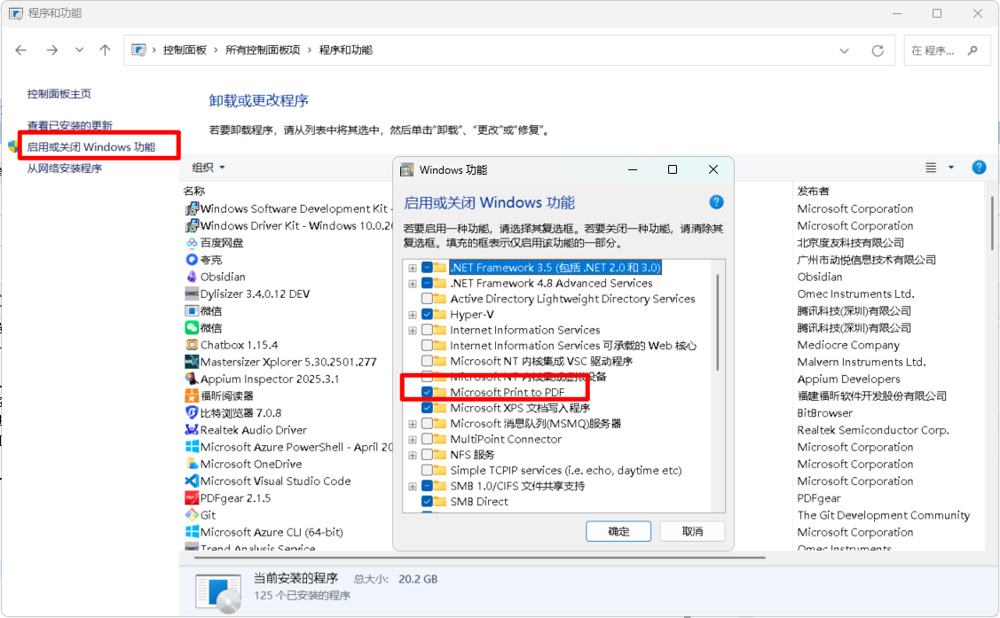 程序和功能
控制面板 › 所有控制面板项 › 程序和功能
在 程序...
控制面板主页
查看已安装的更新
启用或关闭 Windows 功能
从网络安装程序
卸载或更改程序
若要卸载程序，请从列表中将其选中，然后单击“卸载”、“更改”或“修复”。
组织
名称
Windows Software Development Kit -
Windows Driver Kit - Windows 10.0.26
百度网盘
夸克
Obsidian
Dylisizer 3.4.0.12 DEV
微信
微信
Chatbox 1.15.4
Mastersizer Xplorer 5.30.2501.277
Appium Inspector 2025.3.1
福昕阅读器
比特浏览器 7.0.8
Realtek Audio Driver
Microsoft Azure PowerShell - April 20
Microsoft OneDrive
Microsoft Visual Studio Code
PDFgear 2.1.5
Git
Microsoft Azure CLI (64-bit)
Trend Analysis Service
Windows 功能
启用或关闭 Windows 功能
若要启用一种功能，请选择其复选框。若要关闭一种功能，请清除其
复选框。填充的框表示仅启用该功能的一部分。
.NET Framework 3.5 (包括 .NET 2.0 和 3.0)
.NET Framework 4.8 Advanced Services
Active Directory Lightweight Directory Services
Hyper-V
Internet Information Services
Internet Information Services 可承载的 Web 核心
Microsoft NT 内核集成 VSC 驱动程序
Microsoft NT 内核集成虚拟设备
Microsoft Print to PDF
Microsoft XPS 文档写入程序
Microsoft 消息队列(MSMQ)服务器
MultiPoint Connector
NFS 服务
Simple TCPIP services (i.e. echo, daytime etc)
SMB 1.0/CIFS 文件共享支持
SMB Direct
确定
取消
发布者
Microsoft Corporation
Microsoft Corporation
北京度友科技有限公司
广州市动悦信息技术有限公司
Obsidian
Omec Instruments Ltd.
腾讯科技(深圳)有限公司
腾讯科技(深圳)有限公司
Mediocre Company
Malvern Instruments Ltd.
Appium Developers
福建福昕软件开发股份有限公司
BitBrowser
Realtek Semiconductor Corp.
Microsoft Corporation
Microsoft Corporation
Microsoft Corporation
PDFgear
The Git Development Community
Microsoft Corporation
Omec Instruments
当前安装的程序 总大小: 20.2 GB
125 个已安装的程序